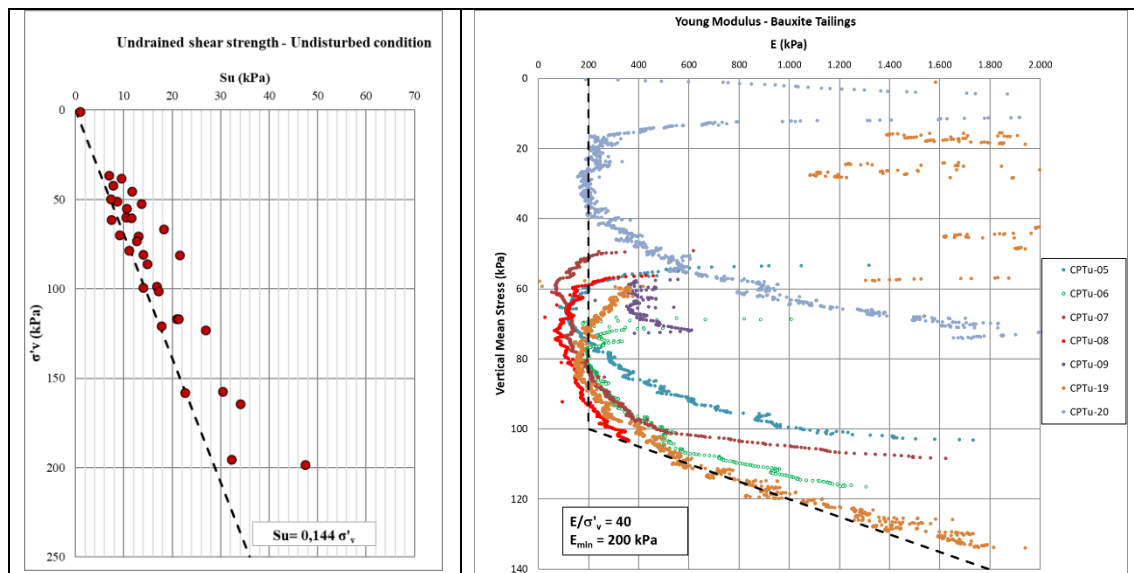 Undrained shear strength - Undisturbed condition
Su (kPa)
0 10 20 30 40 50 60 70
0
50
100
150
200
250
σ'v (kPa)
Su= 0,144 σ'v
Young Modulus - Bauxite Tailings
E (kPa)
0 200 400 600 800 1.000 1.200 1.400 1.600 1.800 2.000
0
20
40
60
80
100
120
140
Vertical Mean Stress (kPa)
E/σ'v = 40
Emin = 200 kPa
CPTu-05
CPTu-06
CPTu-07
CPTu-08
CPTu-09
CPTu-19
CPTu-20